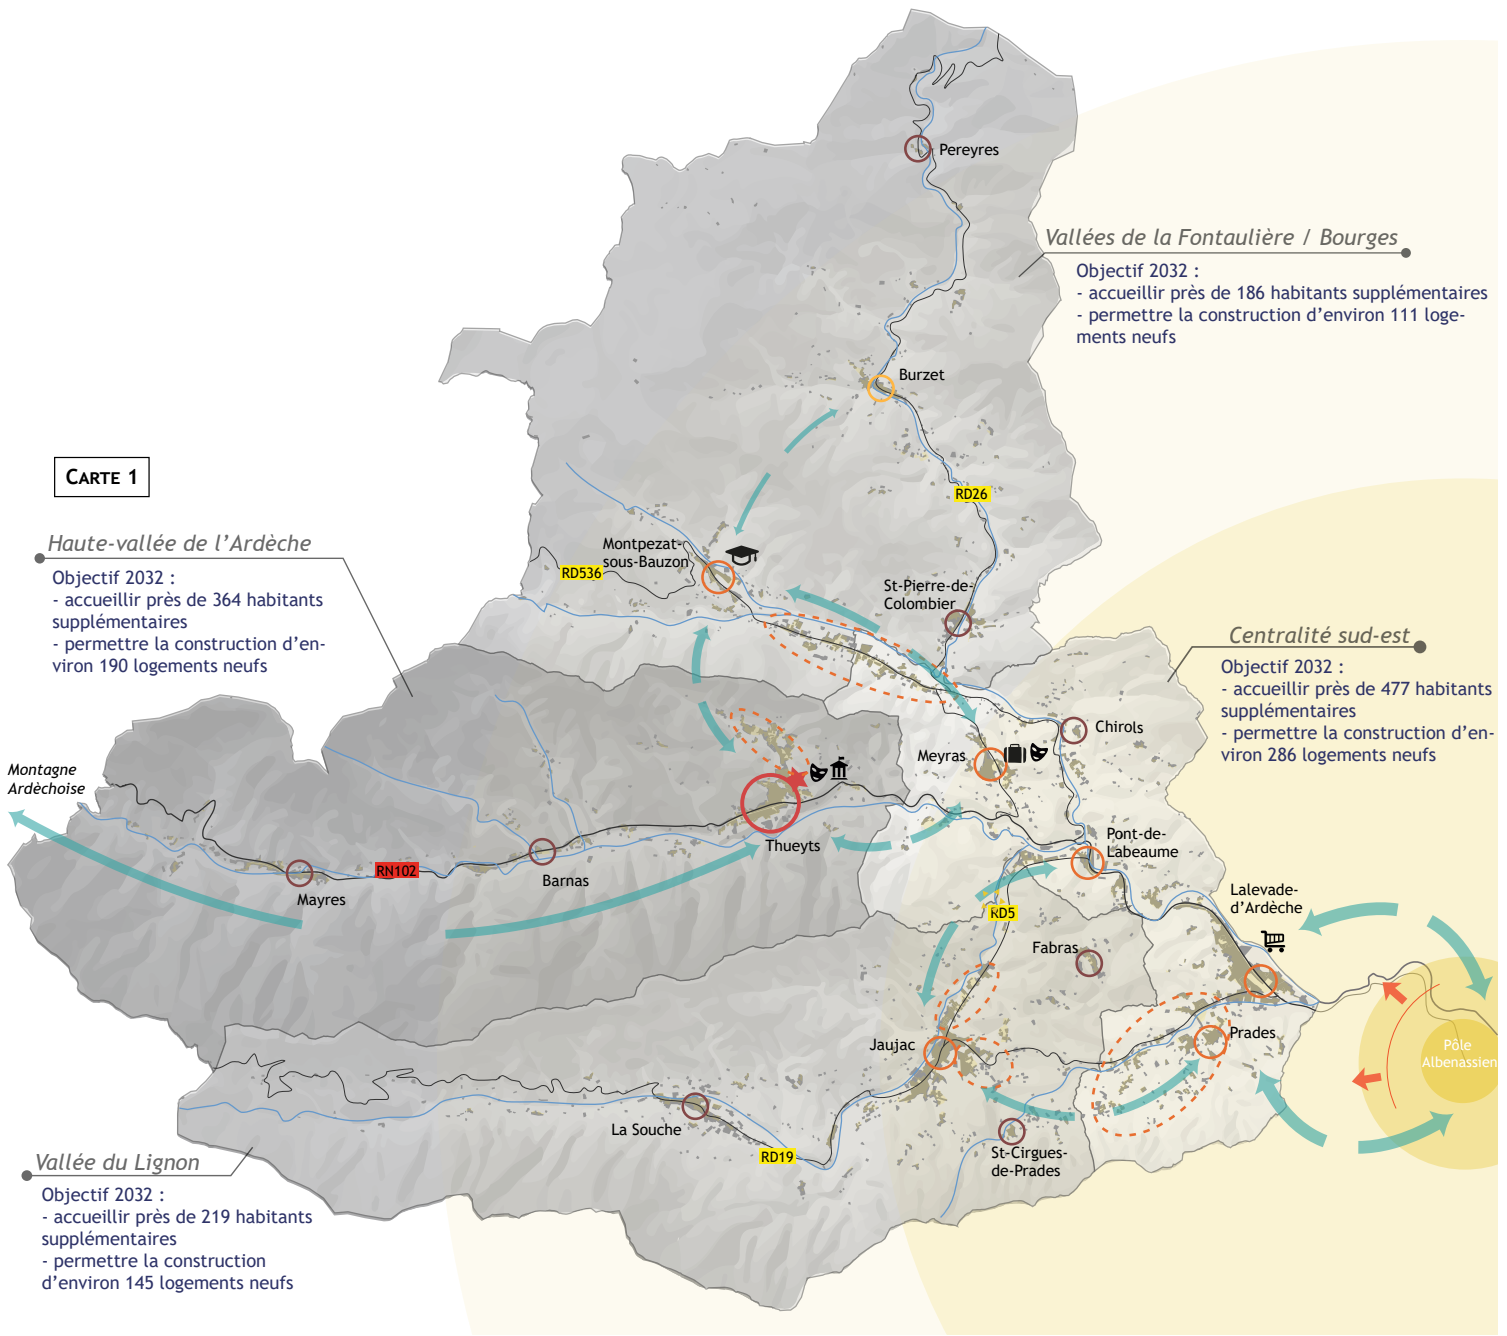 Pereyres
Vallées de la Fontaulière / Bourges
Objectif 2032 :
- accueillir près de 186 habitants supplémentaires
- permettre la construction d'environ 111 loge-
ments neufs
Burzet
CARTE 1
RD26
Haute-vallée de l'Ardèche
Objectif 2032 :
- accueillir près de 364 habitants
supplémentaires
- permettre la construction d'en-
viron 190 logements neufs
Montpezat-
sous-Bauzon
RD536
St-Pierre-de-
Colombier
Centralité sud-est
Objectif 2032 :
- accueillir près de 477 habitants
supplémentaires
- permettre la construction d'en-
viron 286 logements neufs
Chirols
Meyras
Montagne
Ardèchoise
Thueyts
Pont-de-
Labeaume
RN102
Barnas
Mayres
Lalevade-
d'Ardèche
RD5
Fabras
Jaujac
Prades
Pôle
Albenassien
La Souche
RD19
St-Cirgues-
de-Prades
Vallée du Lignon
Objectif 2032 :
- accueillir près de 219 habitants
supplémentaires
- permettre la construction
d'environ 145 logements neufs